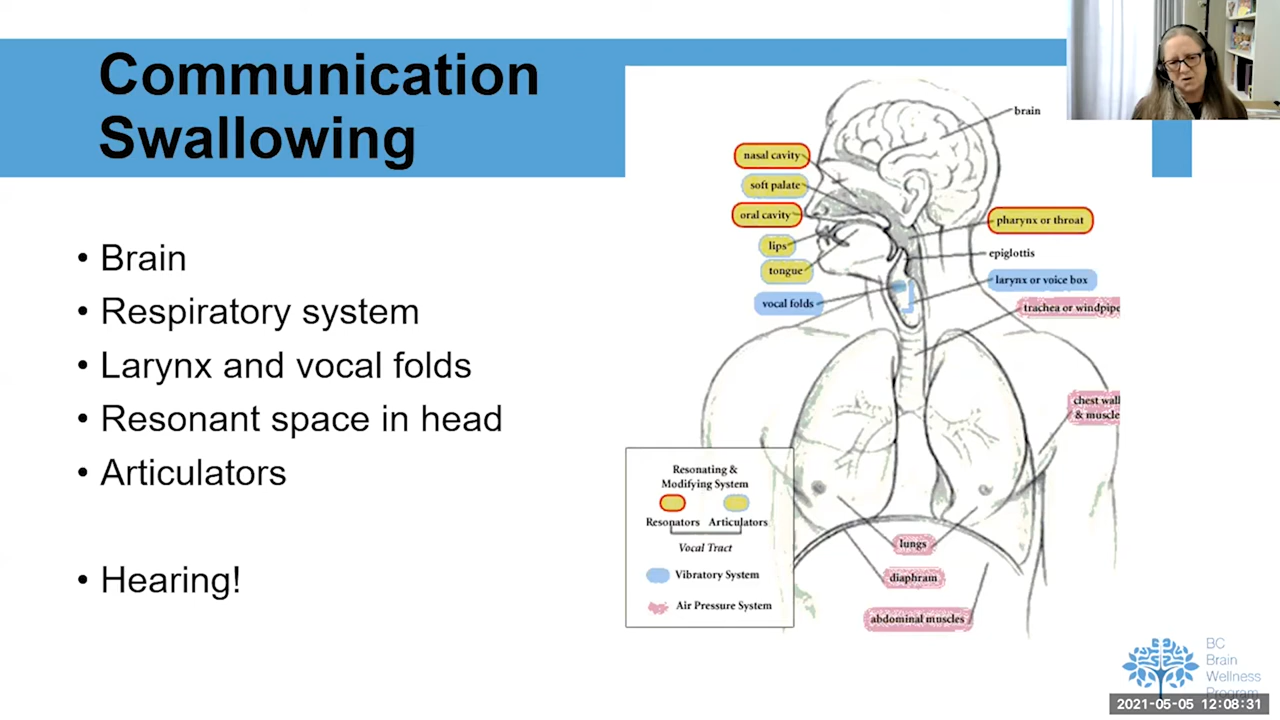 Communication
Swallowing
• Brain
• Respiratory system
• Larynx and vocal folds
• Resonant space in head
• Articulators
• Hearing!
brain
nasal cavity
soft palate
oral cavity
lips
tongue
vocal folds
pharynx or throat
epiglottis
larynx or voice box
trachea or windpipe
chest wall
& muscle
lungs
diaphram
abdominal muscles
Resonating &
Modifying System
Resonators Articulators
Vocal Tract
Vibratory System
Air Pressure System
BC
Brain
Wellness
Program
2021-05-05 12:08:31